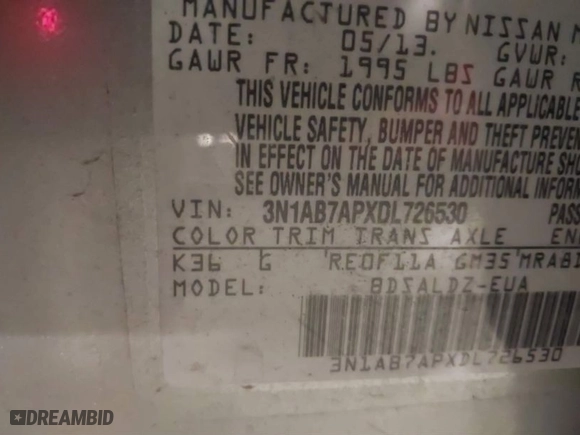 MANUFACTURED BY NISSAN
DATE: 05/13. GVWR:
GAWR FR: 1995 LBS GAWR
THIS VEHICLE CONFORMS TO ALL APPLICABLE
VEHICLE SAFETY, BUMPER AND THEFT PREVEN
IN EFFECT ON THE DATE OF MANUFACTURE SHO
SEE OWNER'S MANUAL FOR ADDITIONAL INFORM
VIN: 3N1AB7APXDL726530 PASS
COLOR TRIM TRANS AXLE EN
K36 G RE0F11A GM35 MRA8D
MODEL: BDSALDZ-EUA
3N1AB7APXDL726530
DREAMBID